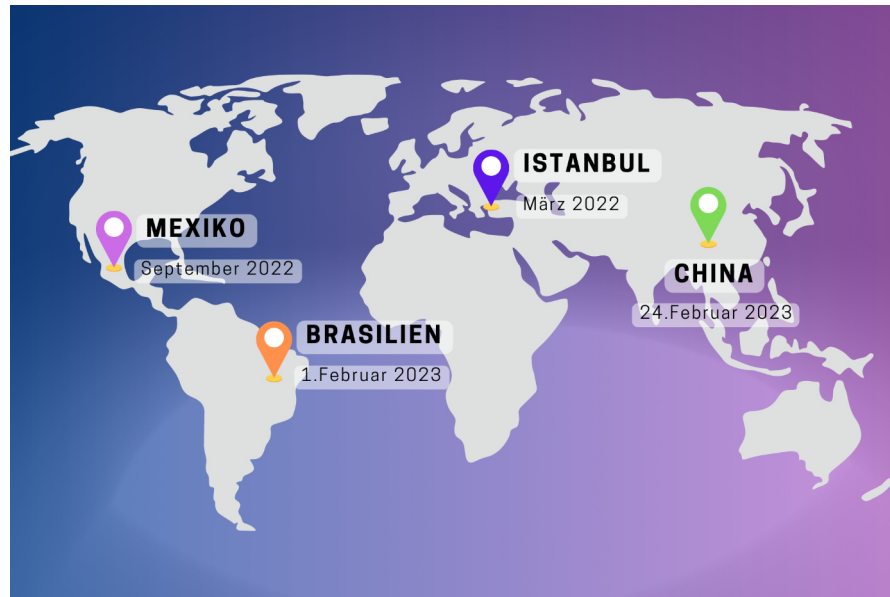 ISTANBUL
März 2022
MEXIKO
September 2022
CHINA
24.Februar 2023
BRASILIEN
1.Februar 2023